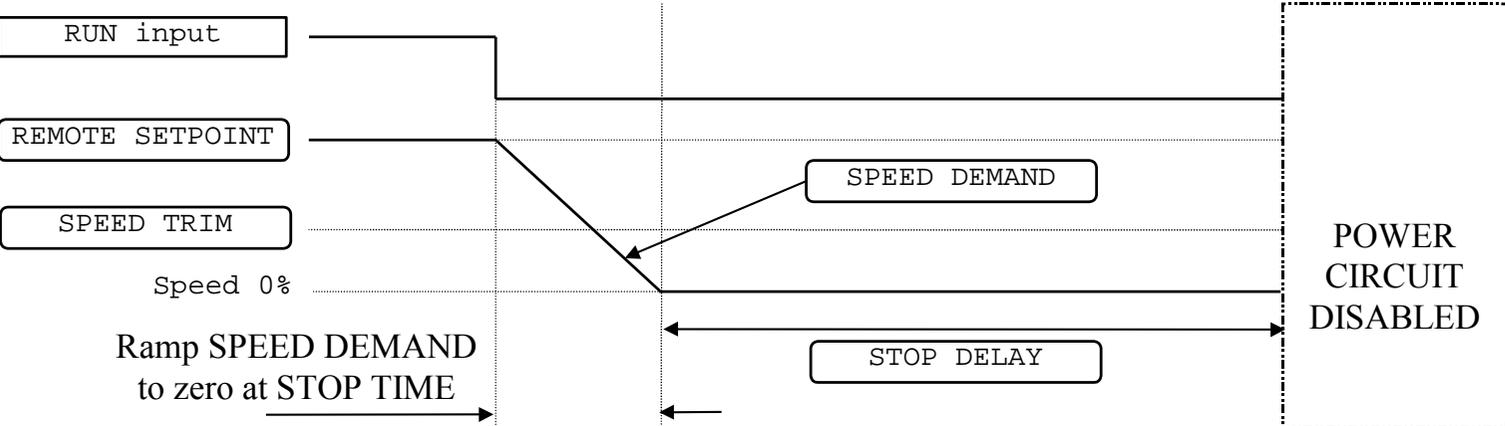 RUN input
REMOTE SETPOINT
SPEED DEMAND
SPEED TRIM
POWER
CIRCUIT
DISABLED
Speed 0%
Ramp SPEED DEMAND
to zero at STOP TIME
STOP DELAY